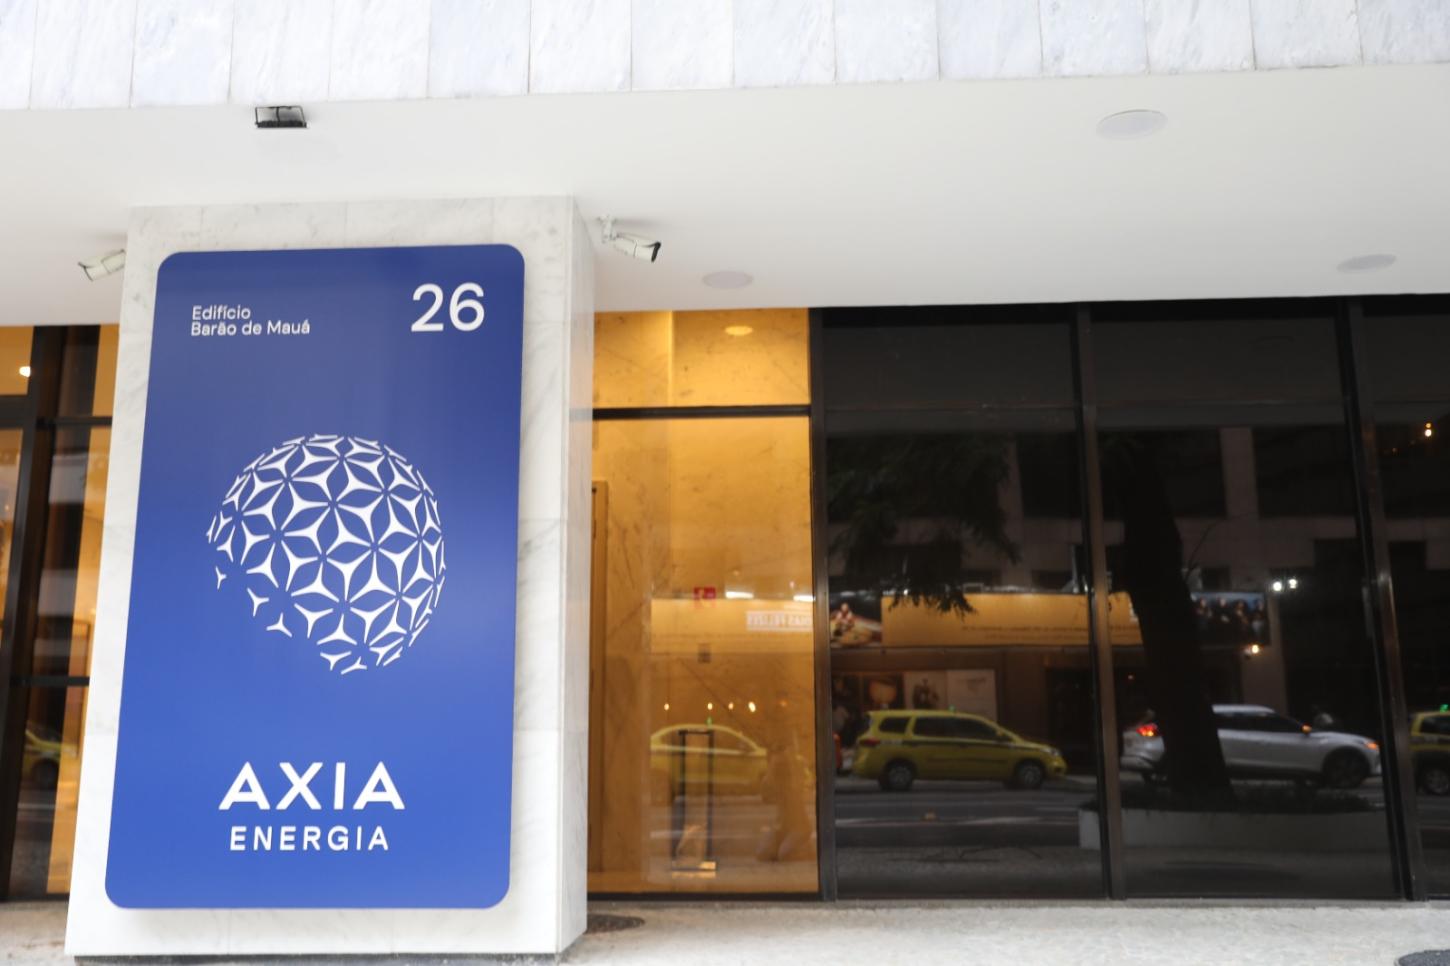 Edifício
Barão de Mauá
26
AXIA
ENERGIA